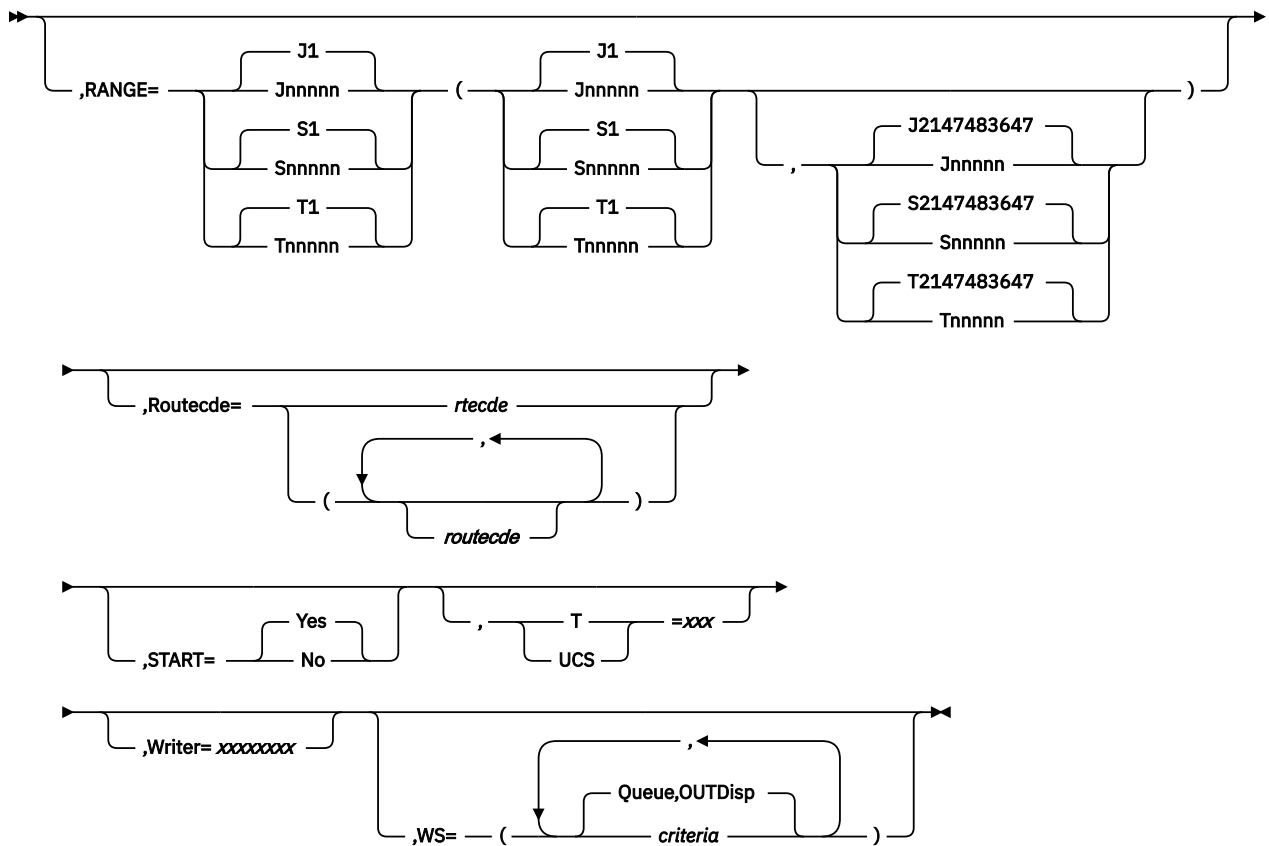 J1 J1
,RANGE= Jnnnnn ( Jnnnnn )
S1 S1 J2147483647
Snnnnn Snnnnn , Jnnnnn
T1 T1 S2147483647
Tnnnnn Tnnnnn Snnnnn
T2147483647
Tnnnnn
,Routecde= rtecde
,
( )
routecde
Yes , T =xxx
,START= No UCS
,Writer= xxxxxxxx ,
Queue,OUTDisp
,WS= ( criteria )